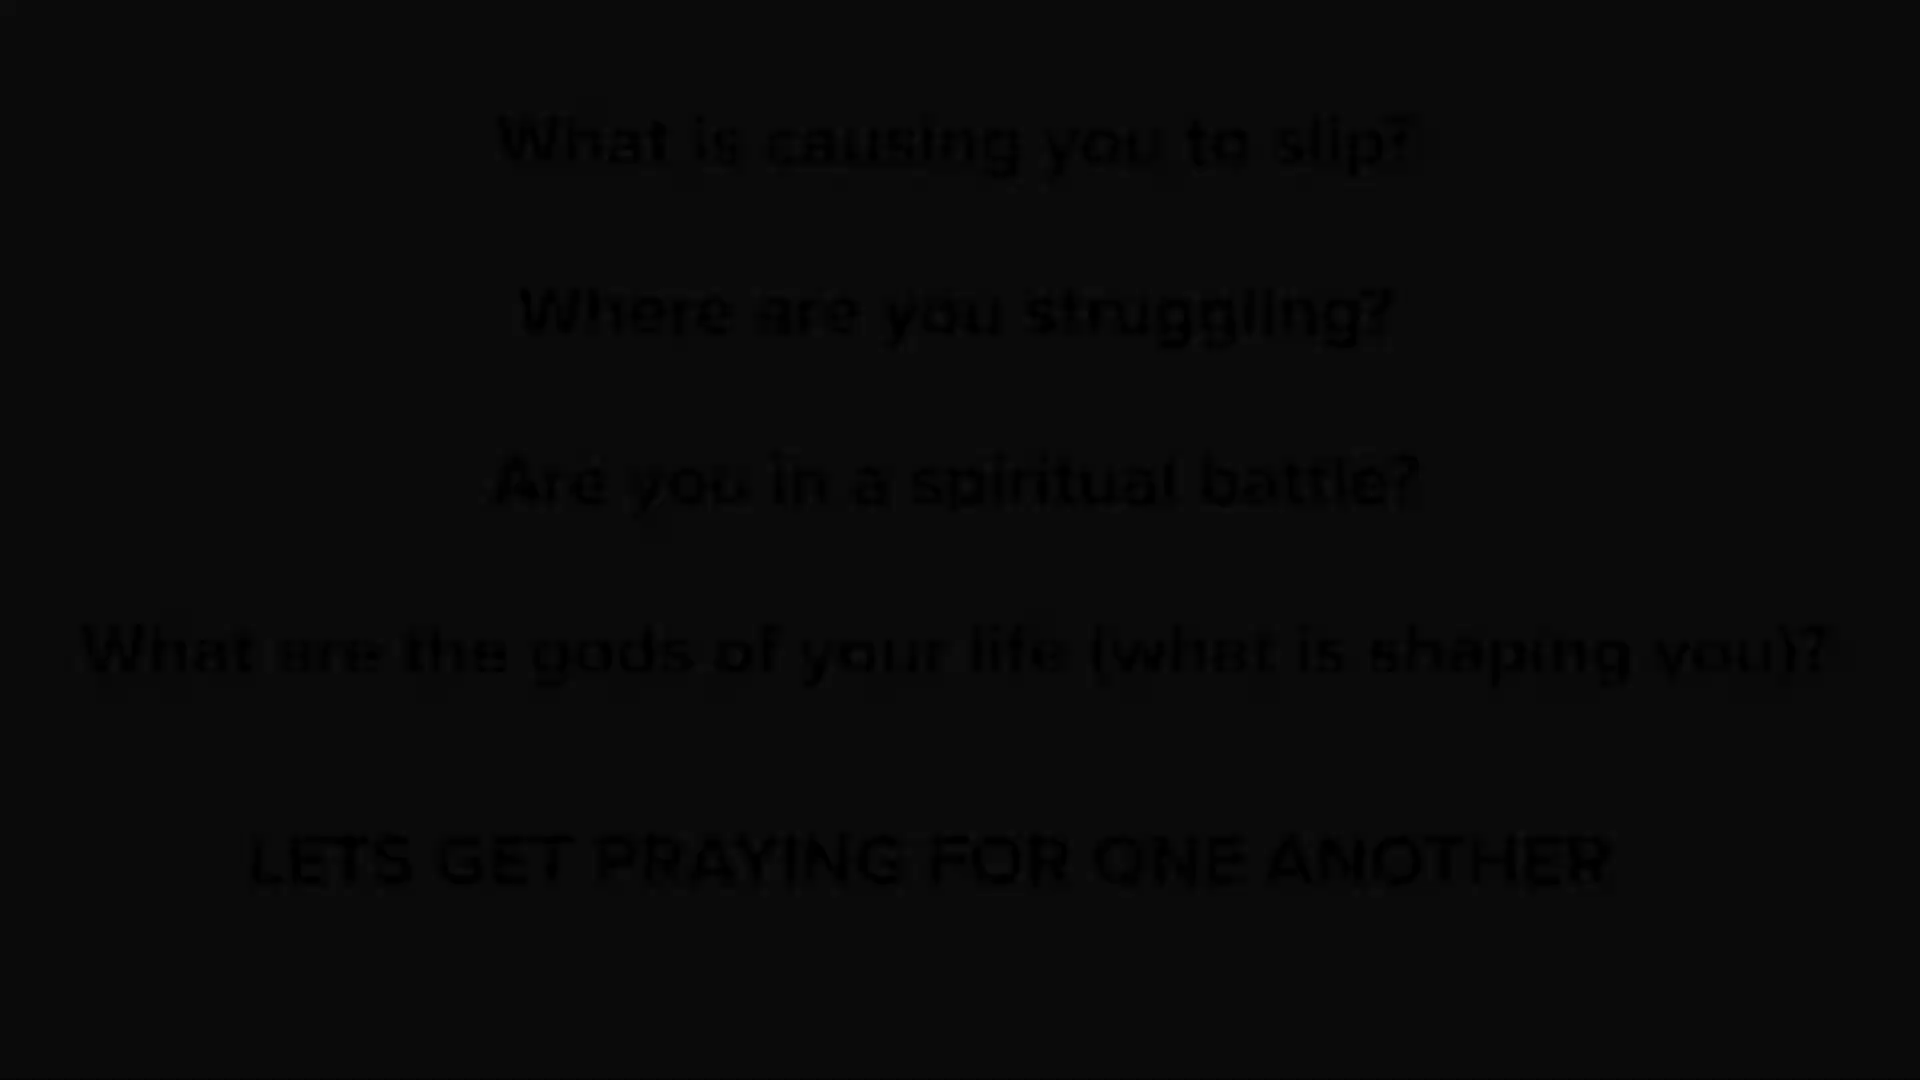 What is causing you to slip?
Where are you struggling?
Are you in a spiritual battle?
What are the gods of your life (what is shaping you)?
LETS GET PRAYING FOR ONE ANOTHER